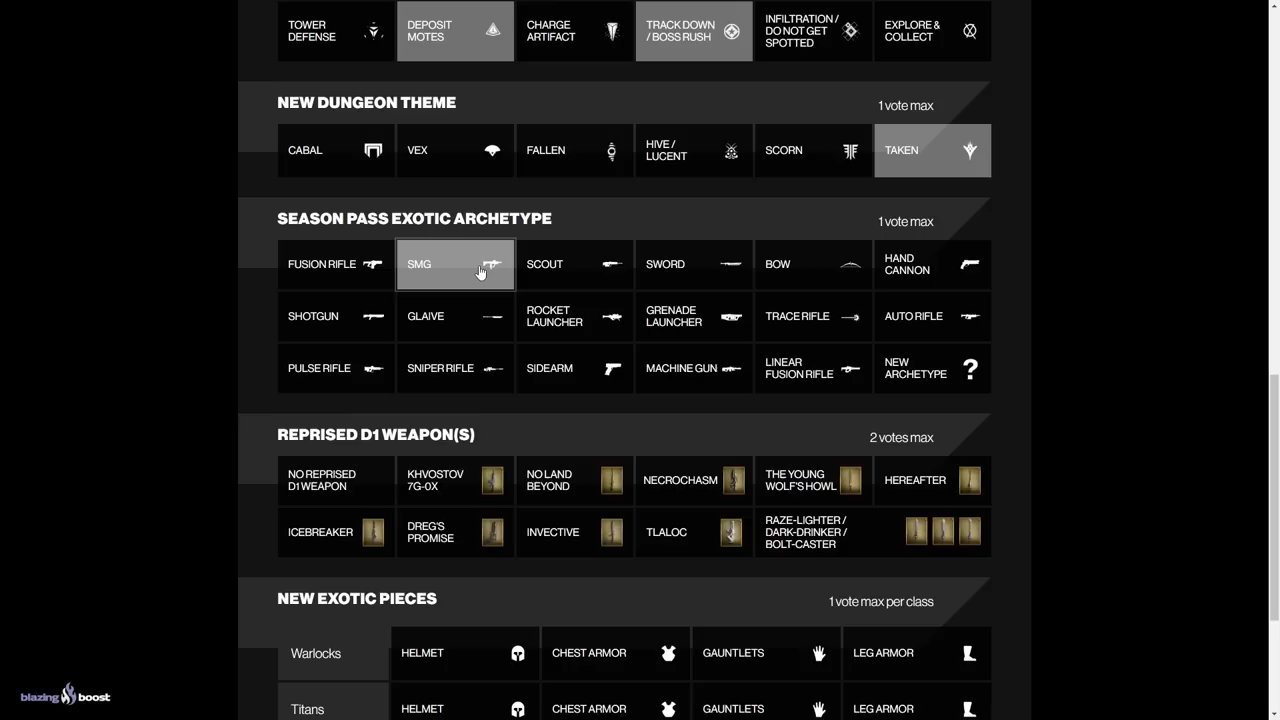 TOWER
DEFENSE
DEPOSIT
MOTES
CHARGE
ARTIFACT
TRACK DOWN
/ BOSS RUSH
INFILTRATION /
DO NOT GET
SPOTTED
EXPLORE &
COLLECT
NEW DUNGEON THEME
1 vote max
CABAL
VEX
FALLEN
HIVE /
LUCENT
SCORN
TAKEN
SEASON PASS EXOTIC ARCHETYPE
1 vote max
FUSION RIFLE
SMG
SCOUT
SWORD
BOW
HAND
CANNON
SHOTGUN
GLAIVE
ROCKET
LAUNCHER
GRENADE
LAUNCHER
TRACE RIFLE
AUTO RIFLE
PULSE RIFLE
SNIPER RIFLE
SIDEARM
MACHINE GUN
LINEAR
FUSION RIFLE
NEW
ARCHETYPE
?
REPRISED D1 WEAPON(S)
2 votes max
NO REPRISED
D1 WEAPON
KHVOSTOV
7G-0X
NO LAND
BEYOND
NECROCHASM
THE YOUNG
WOLF'S HOWL
HEREAFTER
ICEBREAKER
DREG'S
PROMISE
INVECTIVE
TLALOC
RAZE-LIGHTER /
DARK-DRINKER /
BOLT-CASTER
NEW EXOTIC PIECES
1 vote max per class
Warlocks
HELMET
CHEST ARMOR
GAUNTLETS
LEG ARMOR
Titans
HELMET
CHEST ARMOR
GAUNTLETS
LEG ARMOR
blazing boost